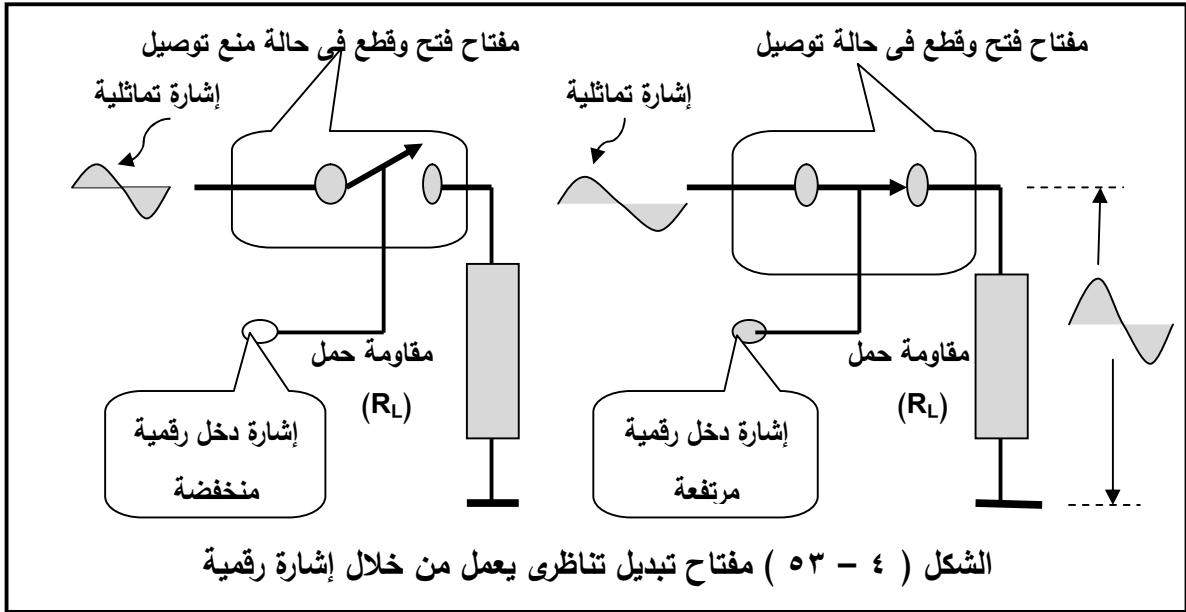 مفتاح فتح وقطع فى حالة توصيل
إشارة تماثلية
مقاومة حمل
(RL)
إشارة دخل رقمية
مرتفعة
مفتاح فتح وقطع فى حالة منع توصيل
إشارة تماثلية
مقاومة حمل
(RL)
إشارة دخل رقمية
منخفضة
الشكل ( ٤ – ٥٣ ) مفتاح تبديل تناظرى يعمل من خلال إشارة رقمية